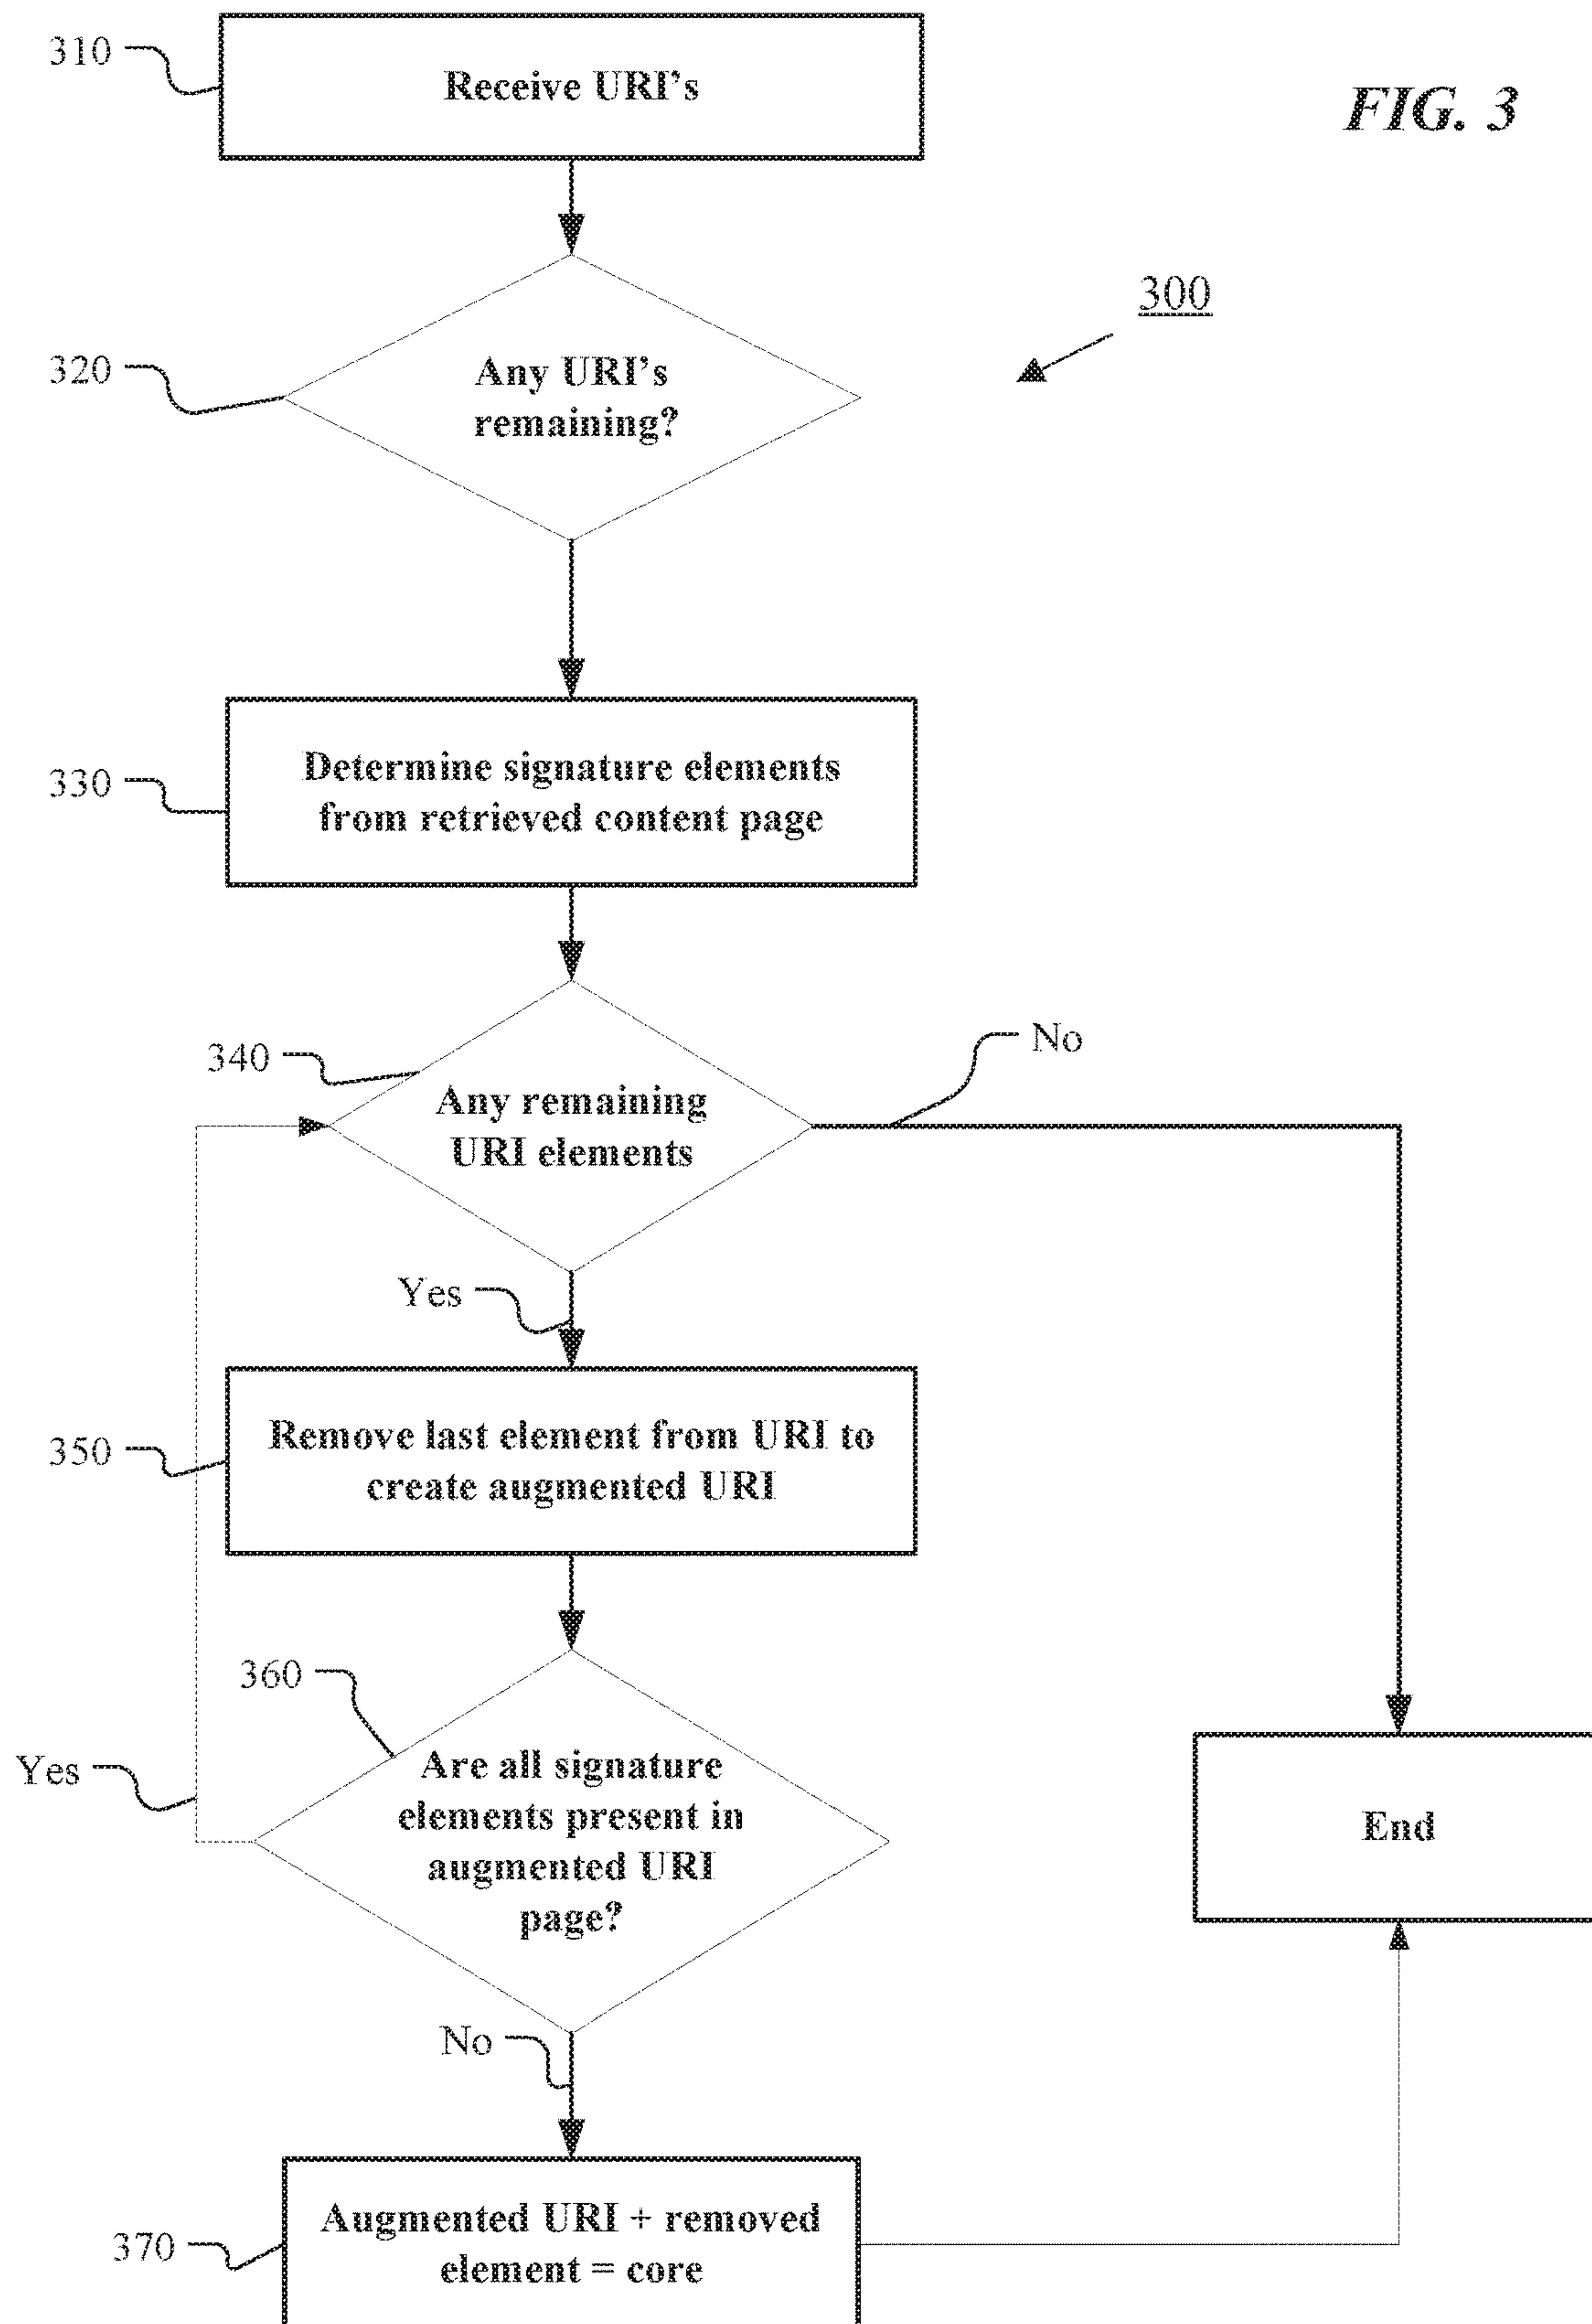 310
Receive URI's
FIG. 3
300
320
Any URI's
remaining?
330
Determine signature elements
from retrieved content page
340
Any remaining
URI elements
No
Yes
350
Remove last element from URI to
create augmented URI
360
Yes
Are all signature
elements present in
augmented URI
page?
End
No
370
Augmented URI + removed
element = core